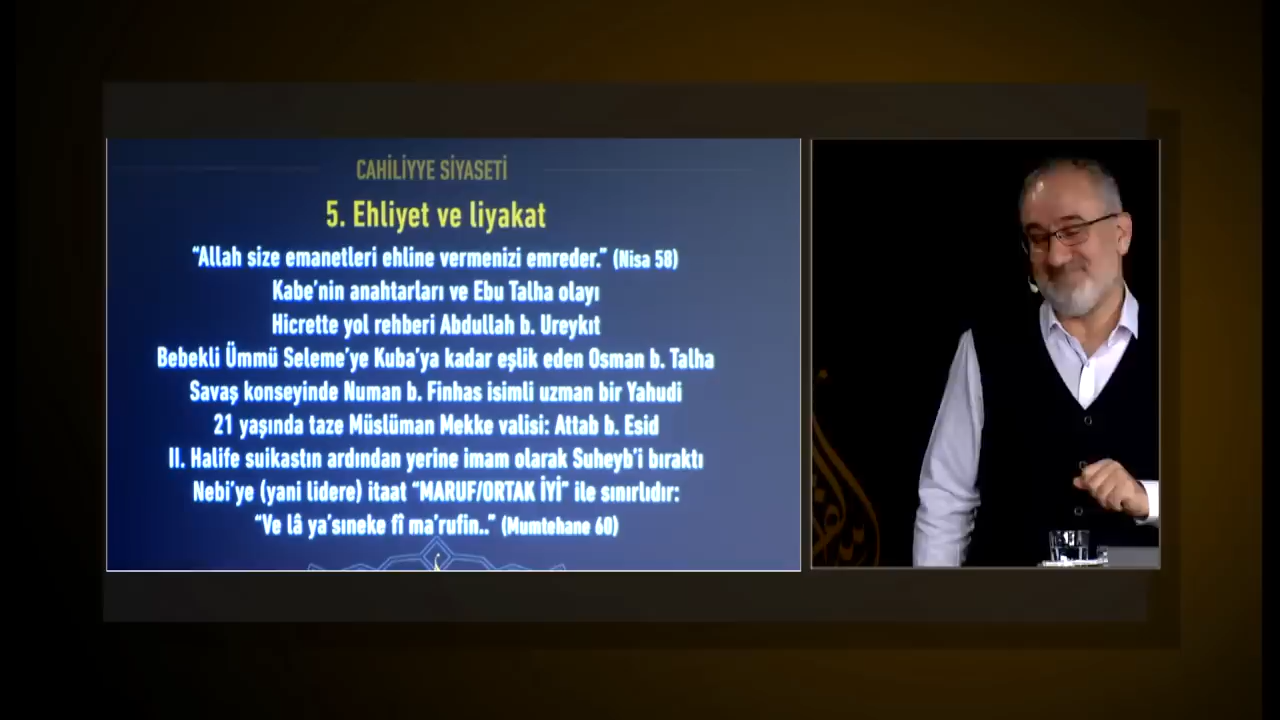 CAHİLİYYE SİYASETİ
5. Ehliyet ve liyakat
“Allah size emanetleri ehline vermenizi emreder.” (Nisa 58)
Kabe’nin anahtarları ve Ebu Talha olayı
Hicrette yol rehberi Abdullah b. Ureykıt
Bebekli Ümmü Seleme’ye Kuba’ya kadar eşlik eden Osman b. Talha
Savaş konseyinde Numan b. Finhas isimli uzman bir Yahudi
21 yaşında taze Müslüman Mekke valisi: Attab b. Esid
II. Halife suikastın ardından yerine imam olarak Suheyb’i bıraktı
Nebi’ye (yani lidere) itaat “MARUF/ORTAK İYİ” ile sınırlıdır:
“Ve lâ ya’sıneke fî ma’rufin..” (Mumtehane 60)